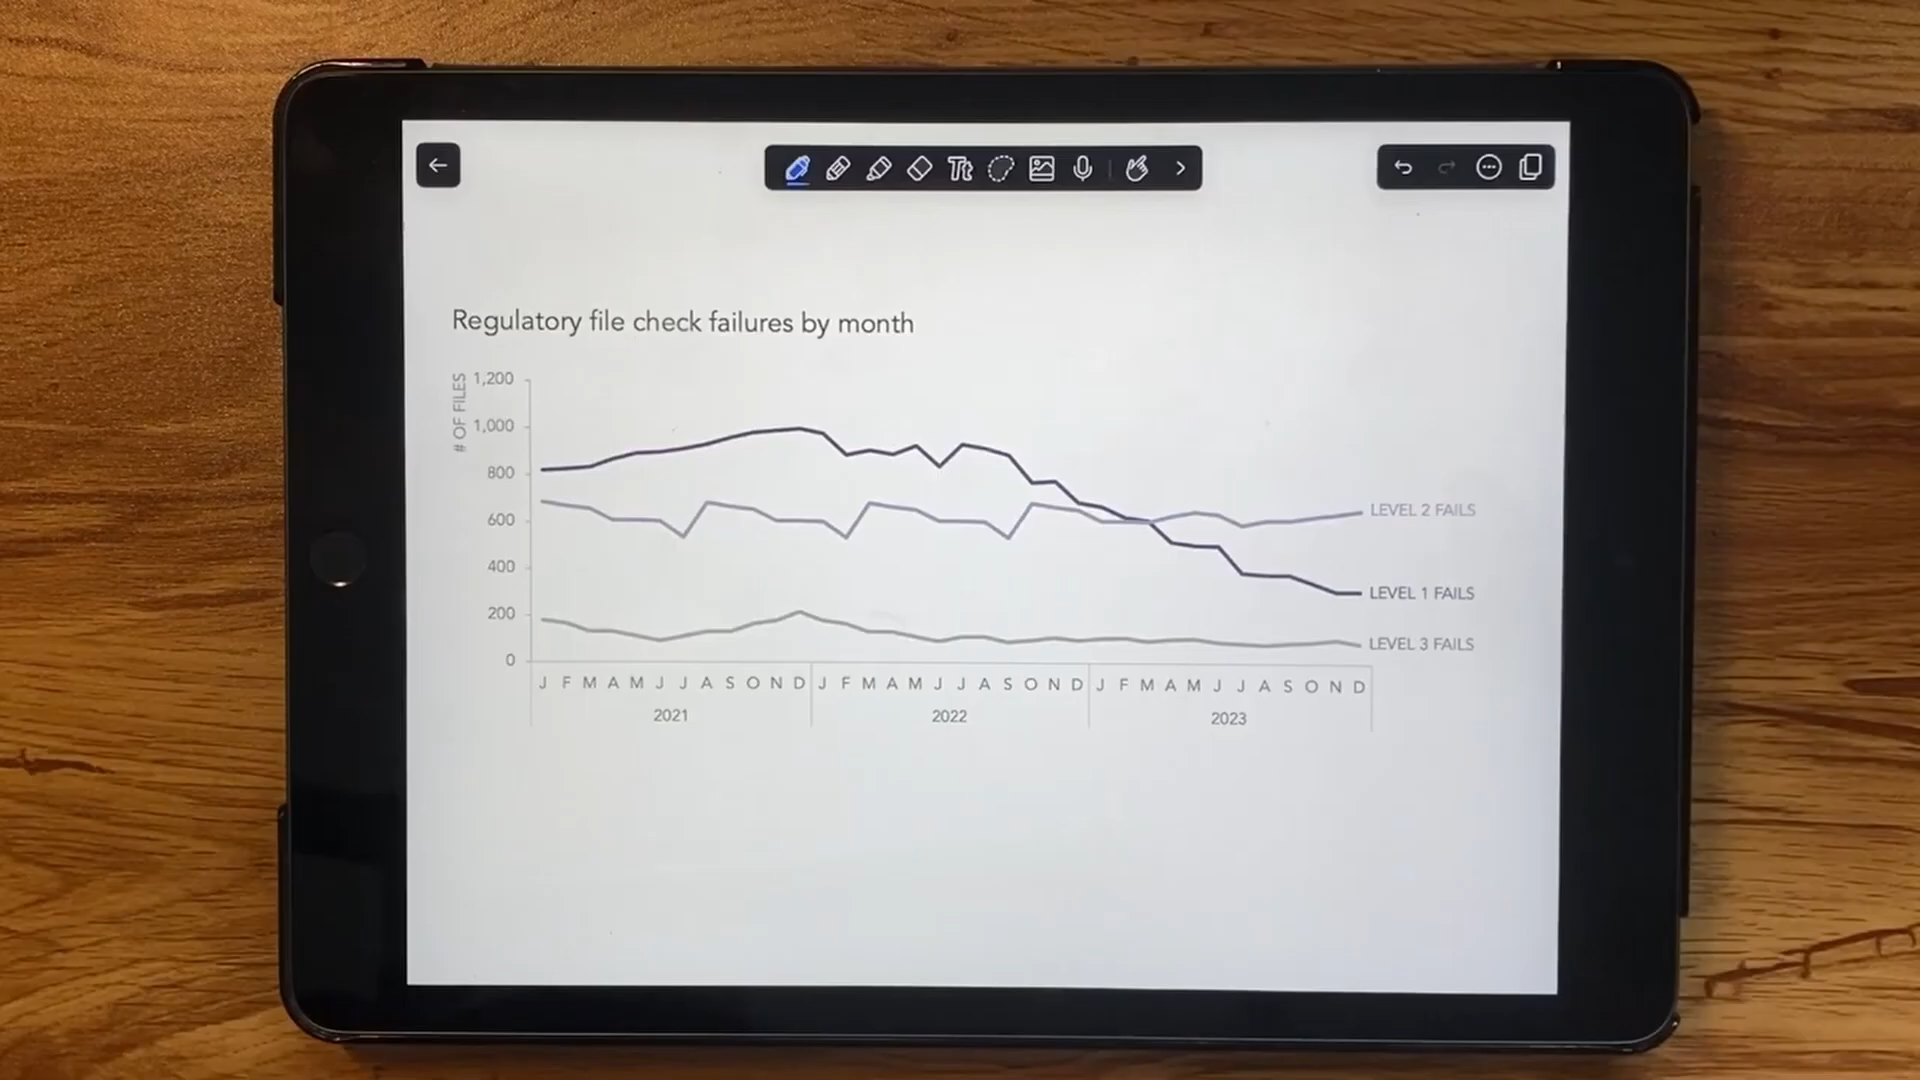 Tt
Regulatory file check failures by month
# OF FILES
1,200
1,000
800
600
400
200
0
LEVEL 2 FAILS
LEVEL 1 FAILS
LEVEL 3 FAILS
J F M A M J J A S O N D J F M A M J J A S O N D J F M A M J J A S O N D
2021 2022 2023